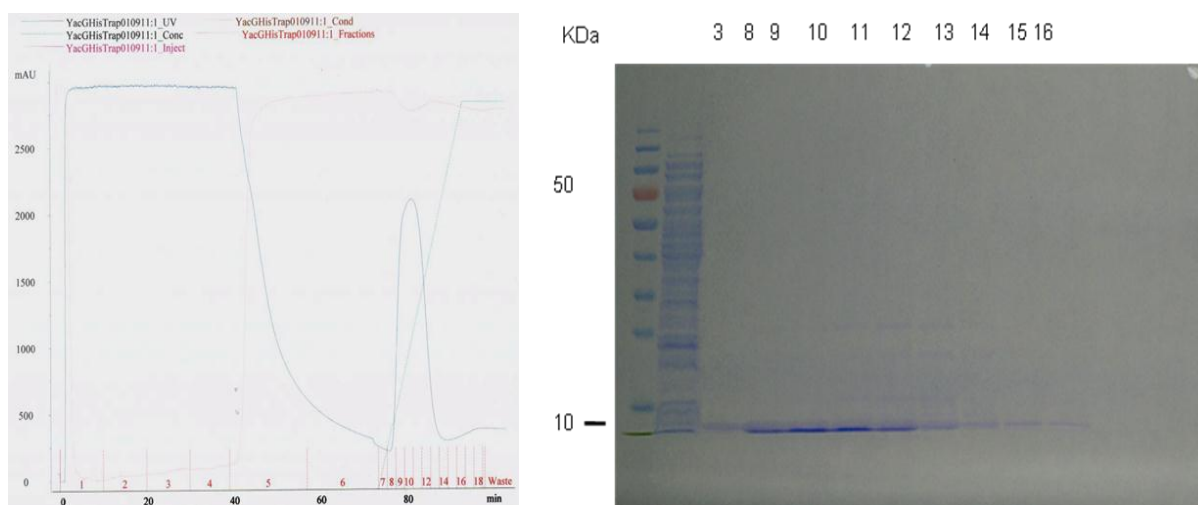 YacGHisTrap010911:1_UV YacGHisTrap010911:1_Cond
YacGHisTrap010911:1_Conc YacGHisTrap010911:1_Fractions
YacGHisTrap010911:1_Inject
mAU
2500
2000
1500
1000
500
0
1 2 3 4 5 6 7 8 9 10 12 14 16 18 Waste
0 20 40 60 80 min
KDa 3 8 9 10 11 12 13 14 15 16
50
10